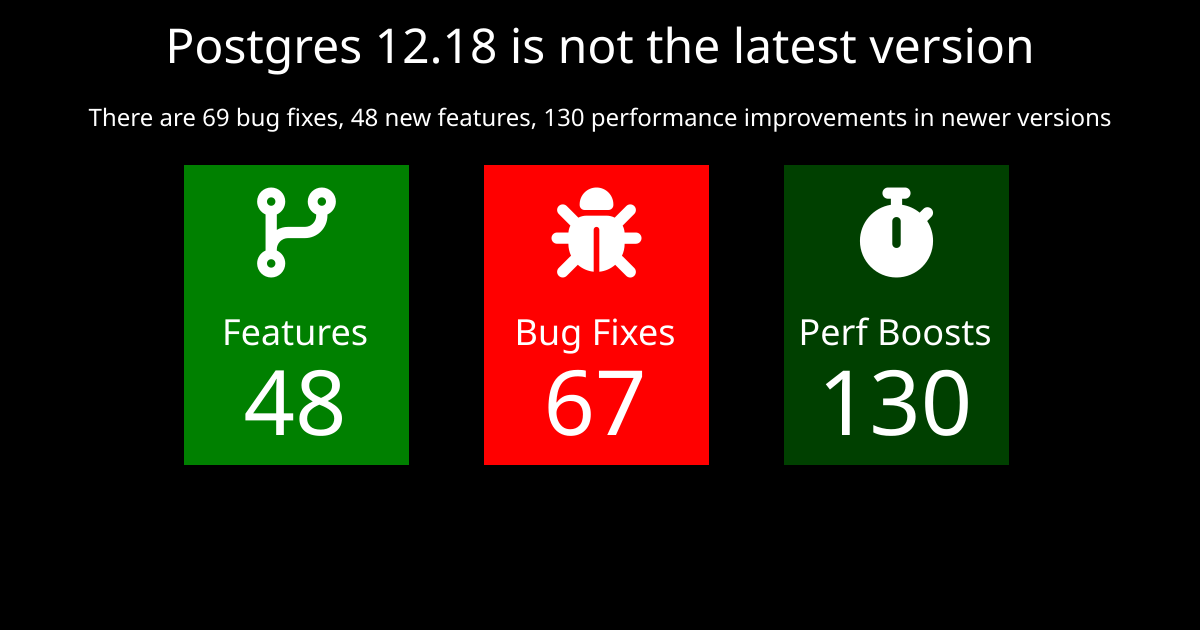 Postgres 12.18 is not the latest version
There are 69 bug fixes, 48 new features, 130 performance improvements in newer versions
Features
48
Bug Fixes
67
Perf Boosts
130